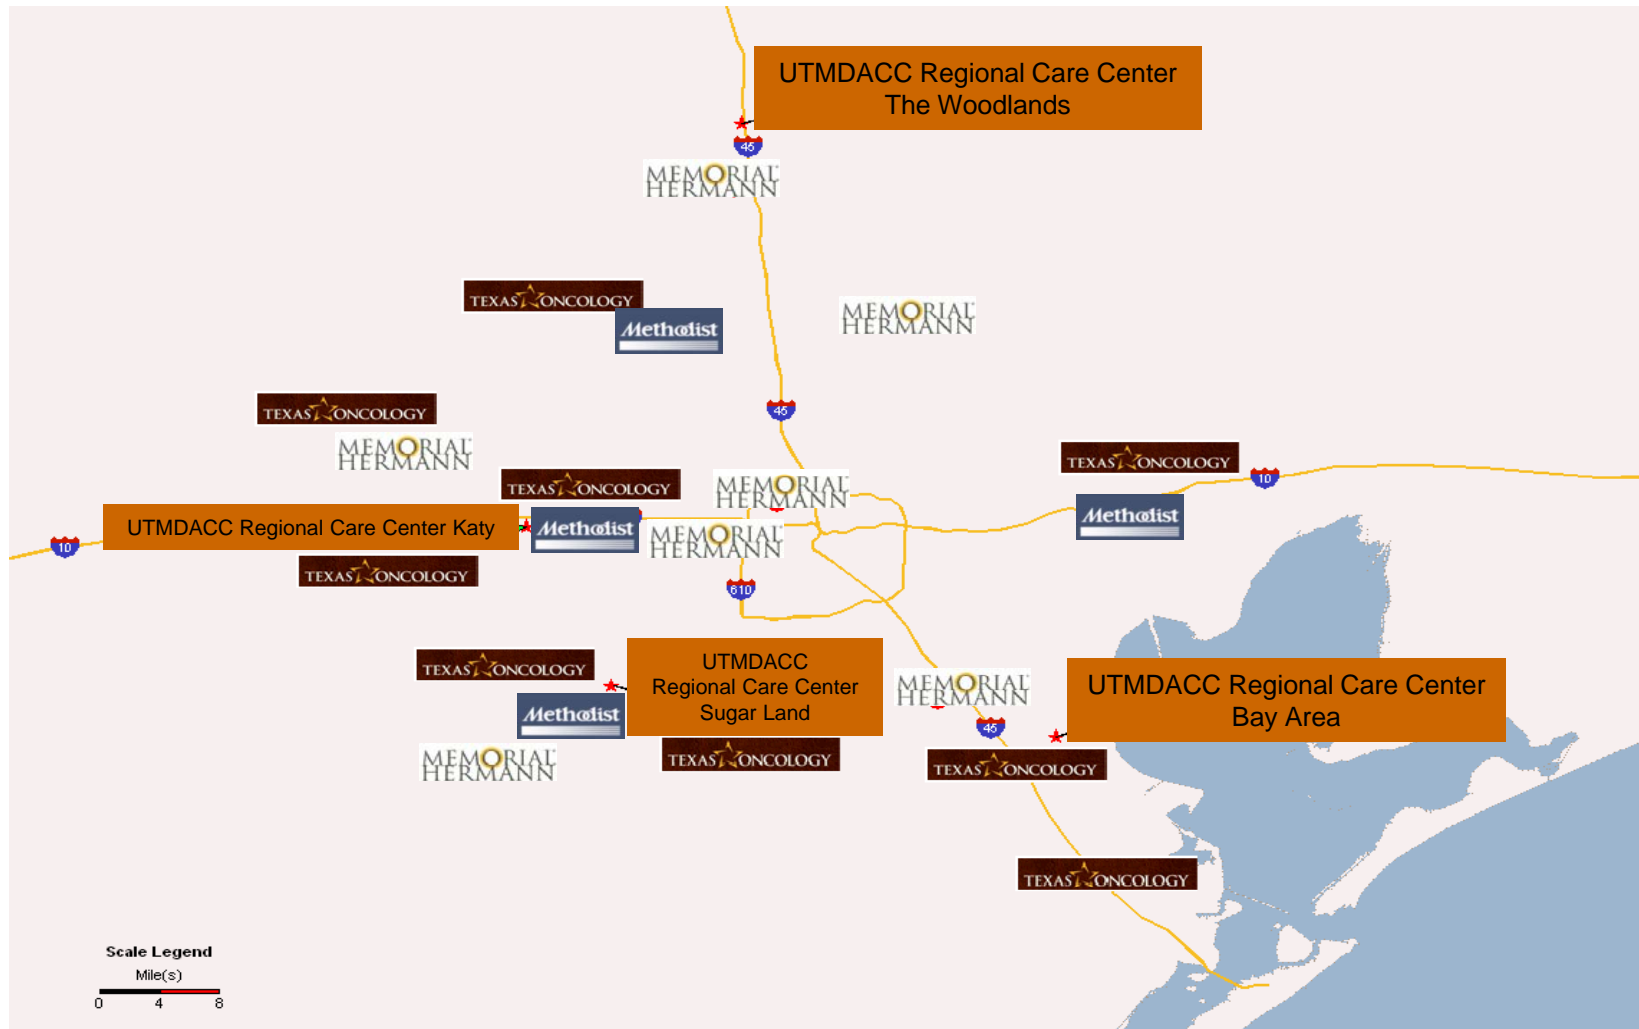 UTMDACC Regional Care Center
The Woodlands
45
MEMORIAL
HERMANN
TEXAS ONCOLOGY
Methodist
MEMORIAL
HERMANN
TEXAS ONCOLOGY
45
MEMORIAL
HERMANN
TEXAS ONCOLOGY
TEXAS ONCOLOGY
MEMORIAL
HERMANN
10
UTMDACC Regional Care Center Katy
Methodist
MEMORIAL
HERMANN
Methodist
10
TEXAS ONCOLOGY
610
TEXAS ONCOLOGY
UTMDACC
Regional Care Center
Sugar Land
MEMORIAL
HERMANN
UTMDACC Regional Care Center
Bay Area
Methodist
45
MEMORIAL
HERMANN
TEXAS ONCOLOGY
TEXAS ONCOLOGY
TEXAS ONCOLOGY
Scale Legend
Mile(s)
0 4 8